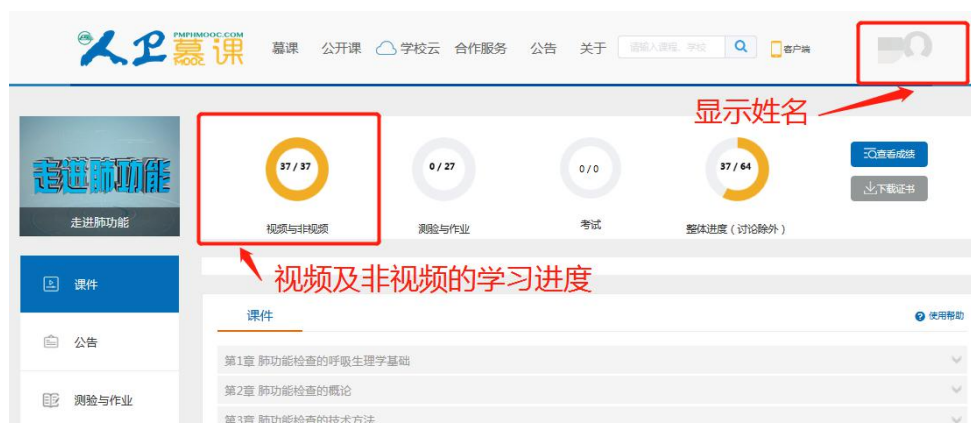 PMPHMOOC.COM
人卫慕课
慕课 公开课 学校云 合作服务 公告 关于 请输入课程、学校 客户端
显示姓名
走进肺功能
37 / 37 0 / 27 0 / 0 37 / 64 查看成绩
下载证书
走进肺功能
视频与非视频 测验与作业 考试 整体进度（讨论除外）
视频及非视频的学习进度
课件
课件 使用帮助
公告
第1章 肺功能检查的呼吸生理学基础
第2章 肺功能检查的概论
测验与作业
第3章 肺功能检查的技术方法